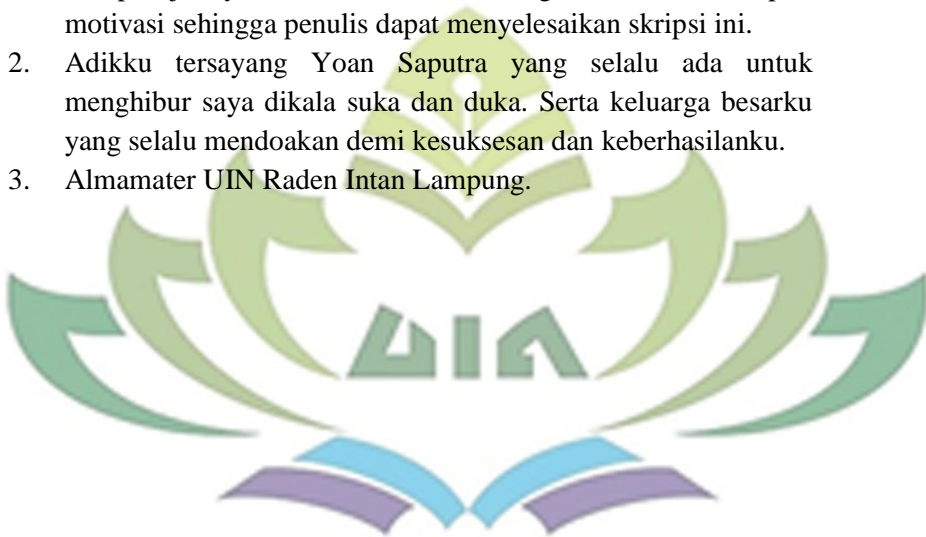 motivasi sehingga penulis dapat menyelesaikan skripsi ini.
2. Adikku tersayang Yoan Saputra yang selalu ada untuk
menghibur saya dikala suka dan duka. Serta keluarga besarku
yang selalu mendoakan demi kesuksesan dan keberhasilanku.
3. Almamater UIN Raden Intan Lampung.
UIN